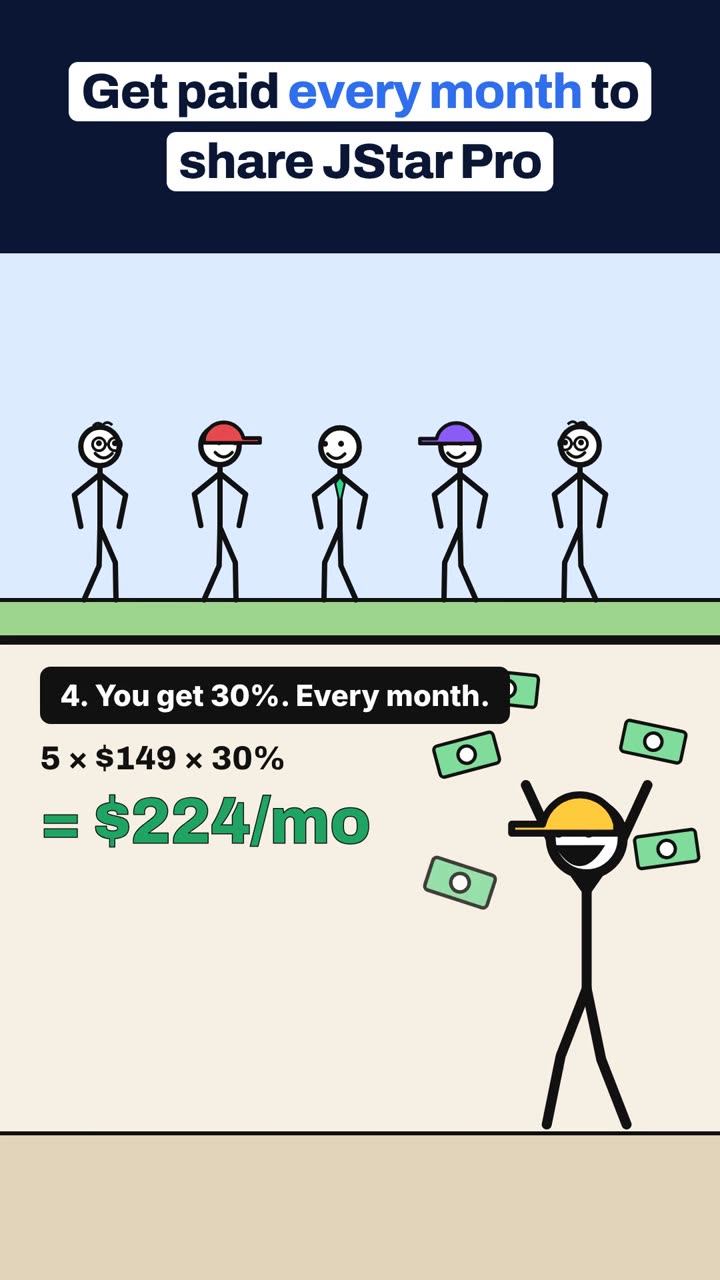 Get paid every month to
share JStar Pro
4. You get 30%. Every month.
5 × $149 × 30%
= $224/mo